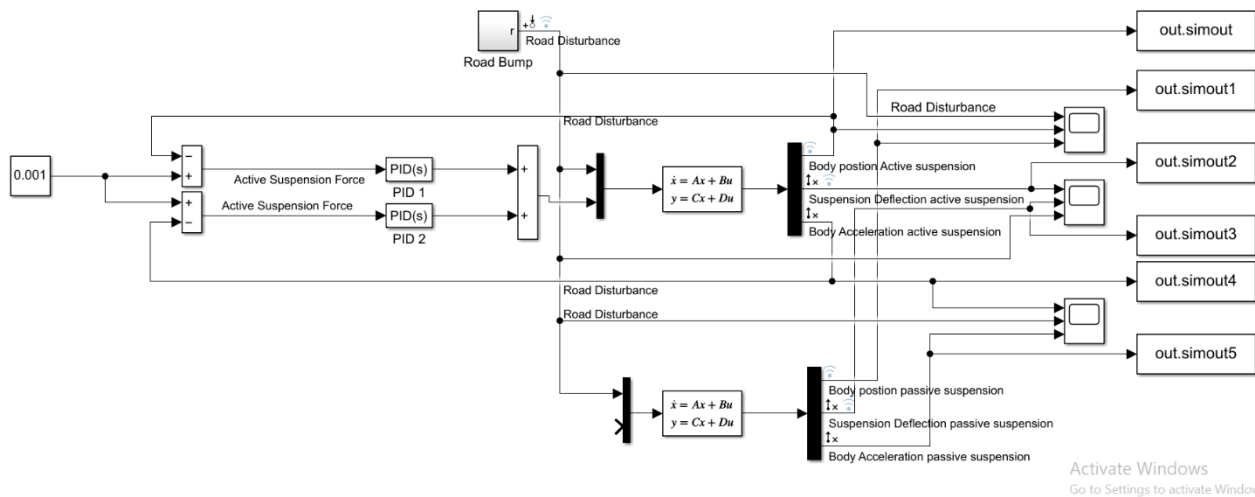 r
+
Road Disturbance
Road Bump
out.simout
out.simout1
Road Disturbance
Road Disturbance
0.001
−
+
Active Suspension Force
PID(s)
PID 1
+
ẋ = Ax + Bu
y = Cx + Du
Body postion Active suspension
out.simout2
+
−
Active Suspension Force
PID(s)
PID 2
+
Suspension Deflection active suspension
Body Acceleration active suspension
out.simout3
out.simout4
Road Disturbance
Road Disturbance
out.simout5
ẋ = Ax + Bu
y = Cx + Du
Body postion passive suspension
Suspension Deflection passive suspension
Body Acceleration passive suspension
Activate Windows
Go to Settings to activate Window